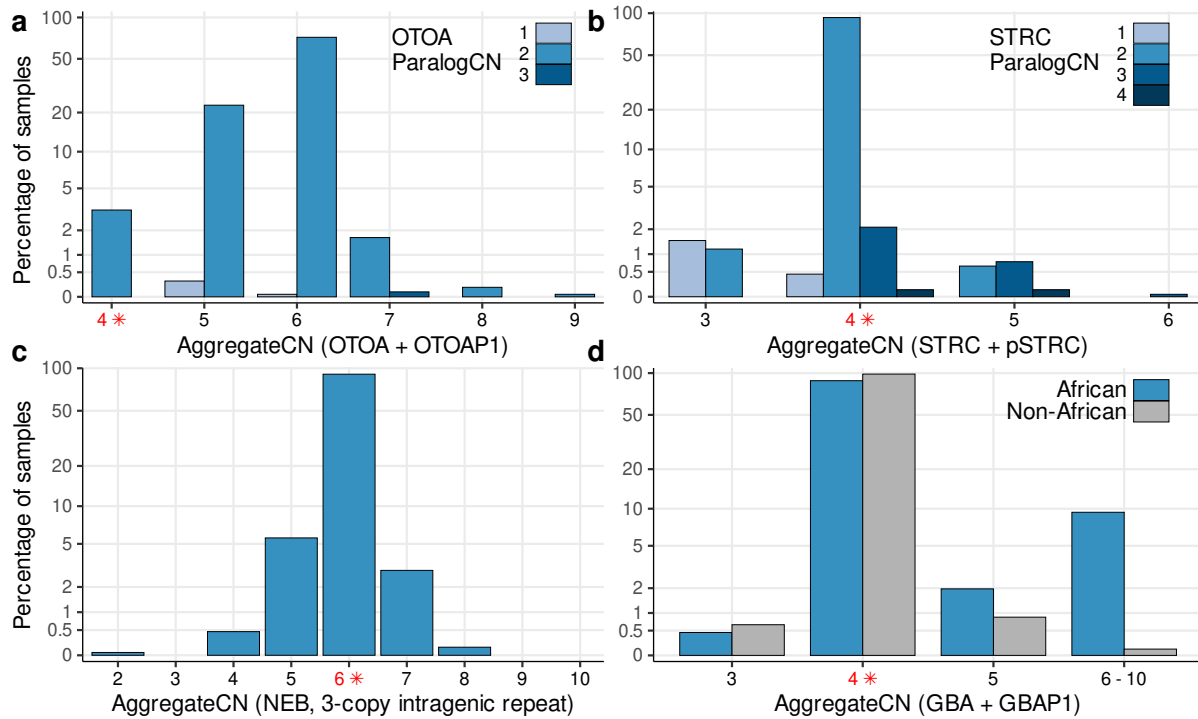 a
OTOA
ParalogCN
1
2
3
Percentage of samples
100
50
20
10
5
2
1
0.5
0
4 ✳ 5 6 7 8 9
AggregateCN (OTOA + OTOAP1)
b
STRC
ParalogCN
1
2
3
4
100
50
20
10
5
2
1
0.5
0
3 4 ✳ 5 6
AggregateCN (STRC + pSTRC)
c
Percentage of samples
100
50
20
10
5
2
1
0.5
0
2 3 4 5 6 ✳ 7 8 9 10
AggregateCN (NEB, 3-copy intragenic repeat)
d
African
Non-African
100
50
20
10
5
2
1
0.5
0
3 4 ✳ 5 6 - 10
AggregateCN (GBA + GBAP1)